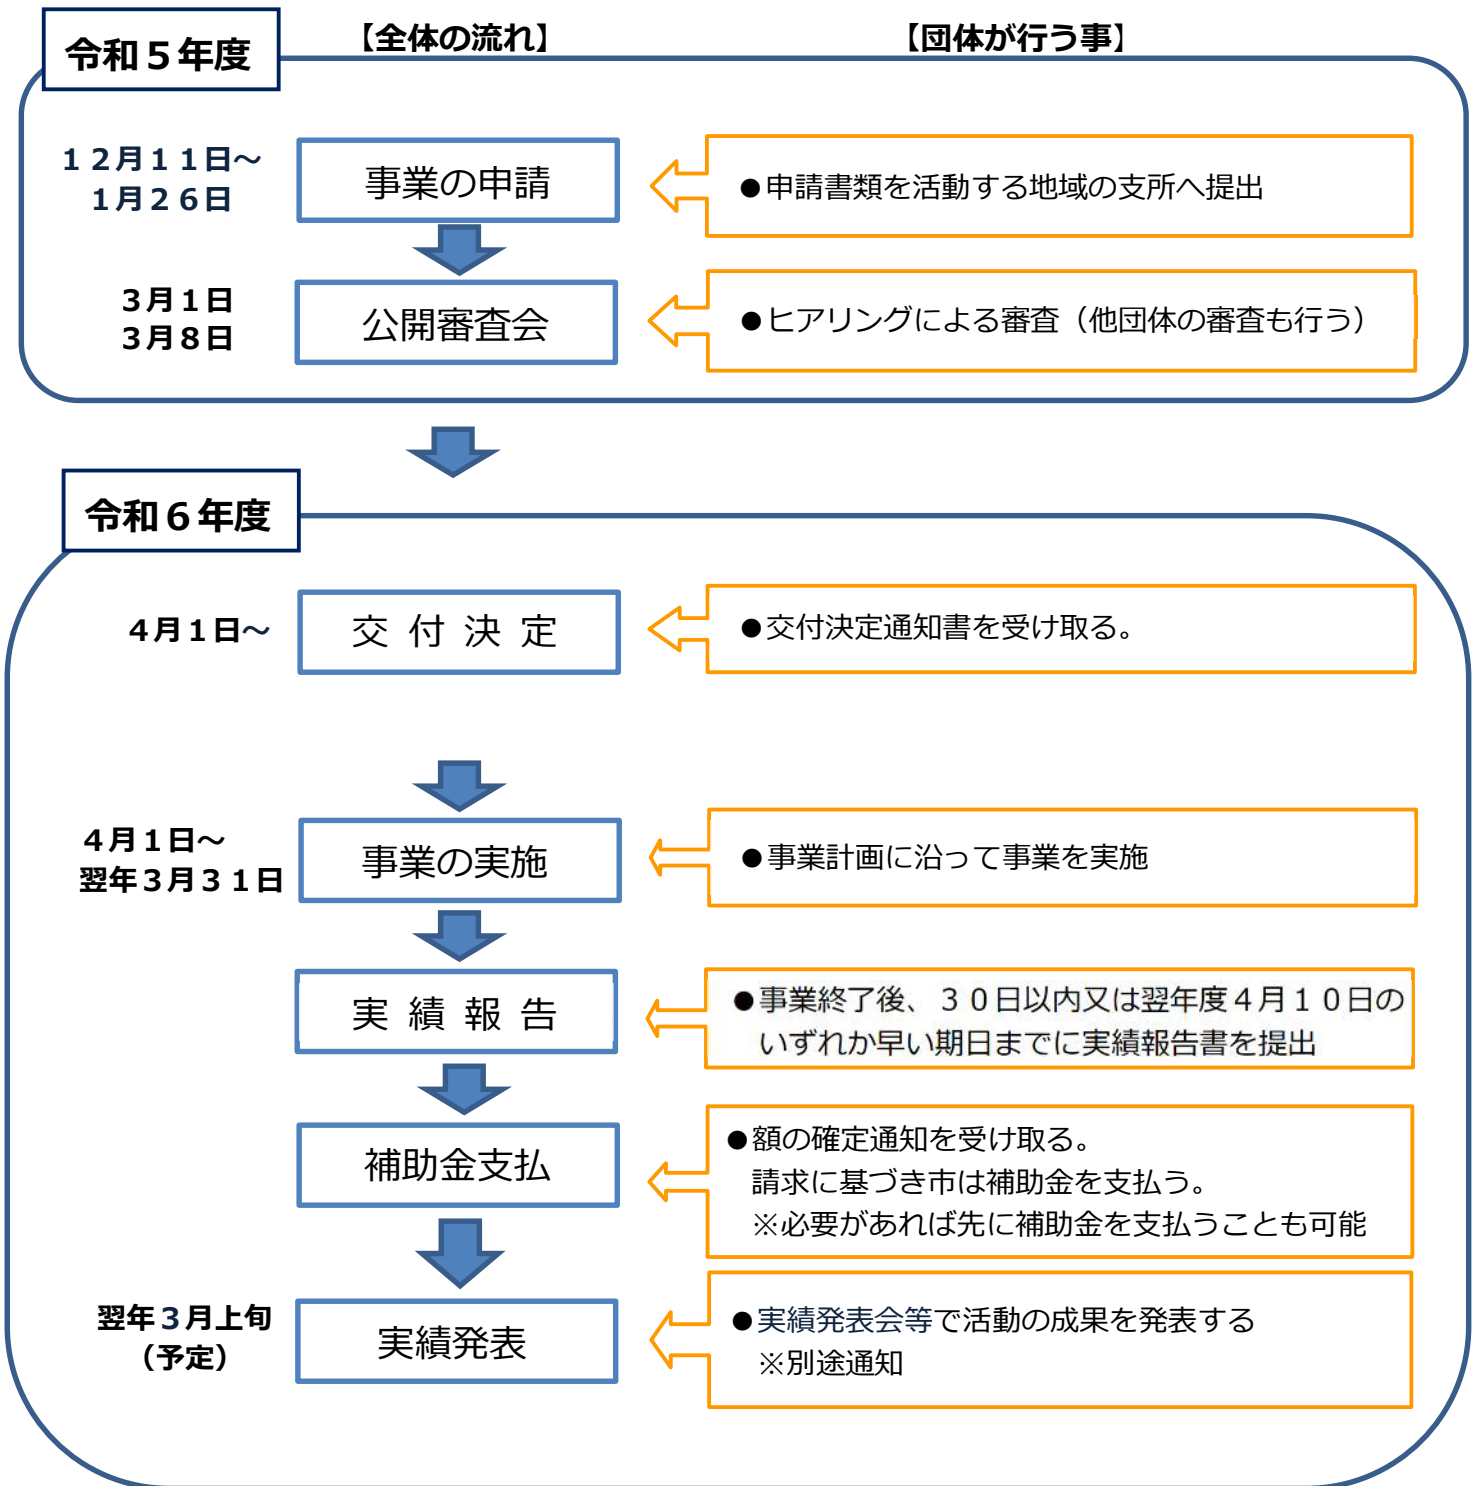 令和５年度
【全体の流れ】
【団体が行う事】
１２月１１日～
１月２６日
事業の申請
●申請書類を活動する地域の支所へ提出
３月１日
３月８日
公開審査会
●ヒアリングによる審査（他団体の審査も行う）
令和６年度
４月１日～
交 付 決 定
●交付決定通知書を受け取る。
４月１日～
翌年３月３１日
事業の実施
●事業計画に沿って事業を実施
実 績 報 告
●事業終了後、３０日以内又は翌年度４月１０日の
いずれか早い期日までに実績報告書を提出
補助金支払
●額の確定通知を受け取る。
請求に基づき市は補助金を支払う。
※必要があれば先に補助金を支払うことも可能
翌年３月上旬
（予定）
実績発表
●実績発表会等で活動の成果を発表する
※別途通知